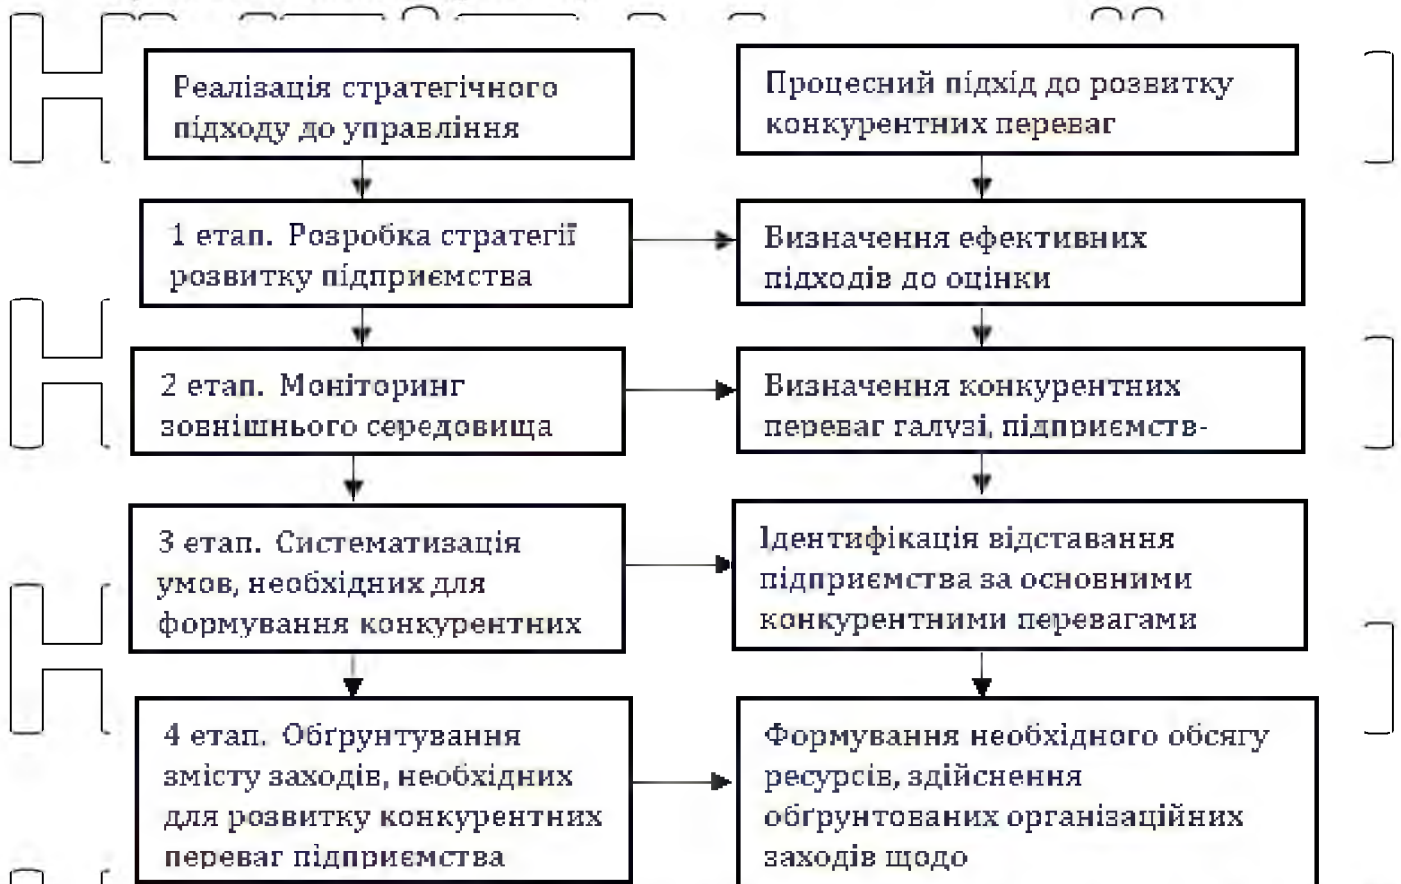 Реалізація стратегічного
підходу до управління
Процесний підхід до розвитку
конкурентних переваг
1 етап. Розробка стратегії
розвитку підприємства
Визначення ефективних
підходів до оцінки
2 етап. Моніторинг
зовнішнього середовища
Визначення конкурентних
переваг галузі, підприємств-
3 етап. Систематизація
умов, необхідних для
формування конкурентних
Ідентифікація відставання
підприємства за основними
конкурентними перевагами
4 етап. Обґрунтування
змісту заходів, необхідних
для розвитку конкурентних
переваг підприємства
Формування необхідного обсягу
ресурсів, здійснення
обґрунтованих організаційних
заходів щодо